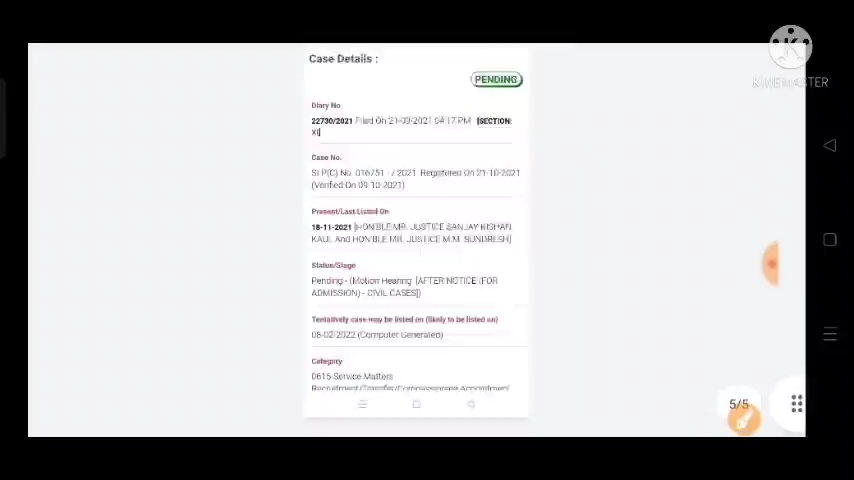 KINEMASTER
Case Details :
PENDING
Diary No.
22730/2021 Filed On 21-09-2021 04:17 PM [SECTION:
XI]
Case No.
SLP(C) No. 016751 - / 2021 Registered On 21-10-2021
(Verified On 09-10-2021)
Present/Last Listed On
18-11-2021 [HON'BLE MR. JUSTICE SANJAY KISHAN
KAUL And HON'BLE MR. JUSTICE M.M. SUNDRESH]
Status/Stage
Pending - (Motion Hearing [AFTER NOTICE (FOR
ADMISSION) - CIVIL CASES])
Tentatively case may be listed on (likely to be listed on)
08-02-2022 (Computer Generated)
Category
0615-Service Matters
5/5